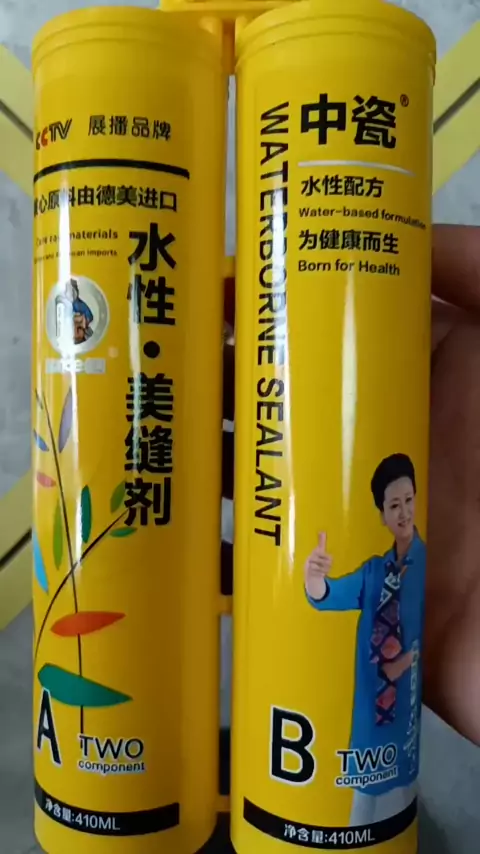 CCTV 展播品牌
核心原料由德美进口
Core raw materials
水性·美缝剂
A
TWO
component
净含量:410ML
中瓷®
WATERBORNE SEALANT
水性配方
Water-based formulation
为健康而生
Born for Health
B
TWO
component
净含量:410ML